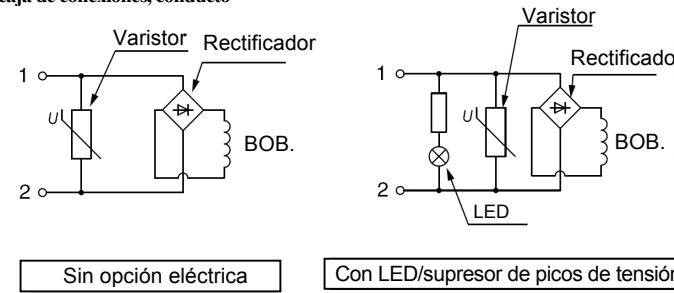 caja de conexiones, conducto
Varistor
Rectificador
1
U
BOB.
2
Sin opción eléctrica
Varistor
Rectificado
1
U
BOB.
2
LED
Con LED/supresor de picos de tensión